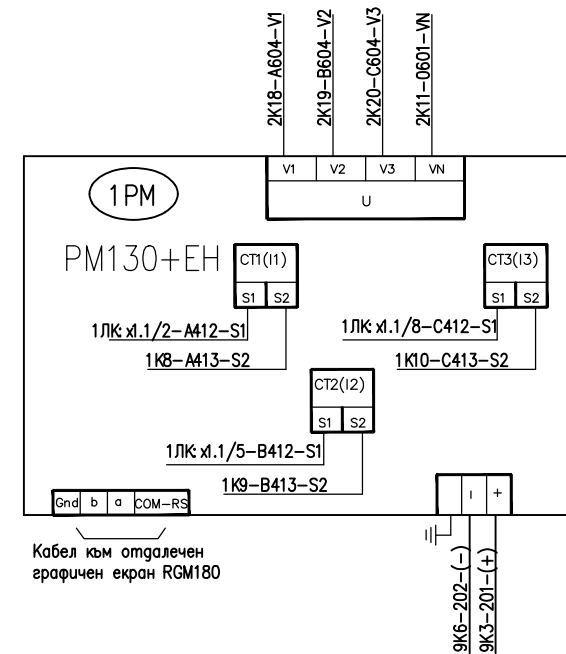 2K18-A604-V1
2K19-B604-V2
2K20-C604-V3
2K11-0601-VN
V1 V2 V3 VN
U
1PM
PM130+EH
CT1(I1)
S1 S2
1ЛК: x1.1/2-A412-S1
1K8-A413-S2
CT3(I3)
S1 S2
1ЛК: x1.1/8-C412-S1
1K10-C413-S2
CT2(I2)
S1 S2
1ЛК: x1.1/5-B412-S1
1K9-B413-S2
Gnd b a COM-RS
Кабел към отдалечен
графичен екран RGM180
I +
9K6-202-(-)
9K3-201-(+)